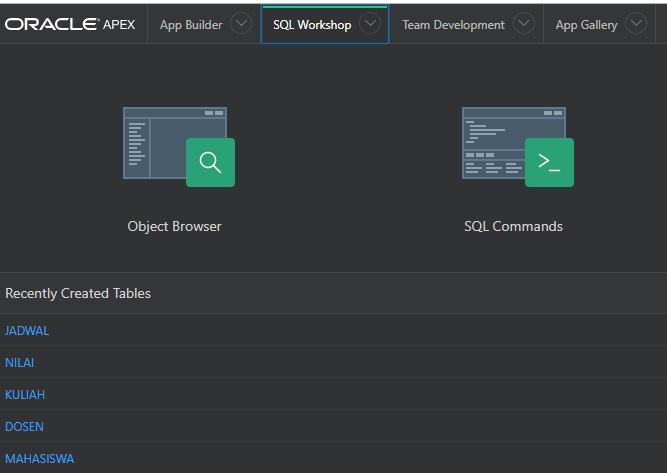 ORACLE APEX App Builder SQL Workshop Team Development App Gallery
Object Browser SQL Commands
Recently Created Tables
JADWAL
NILAI
KULIAH
DOSEN
MAHASISWA